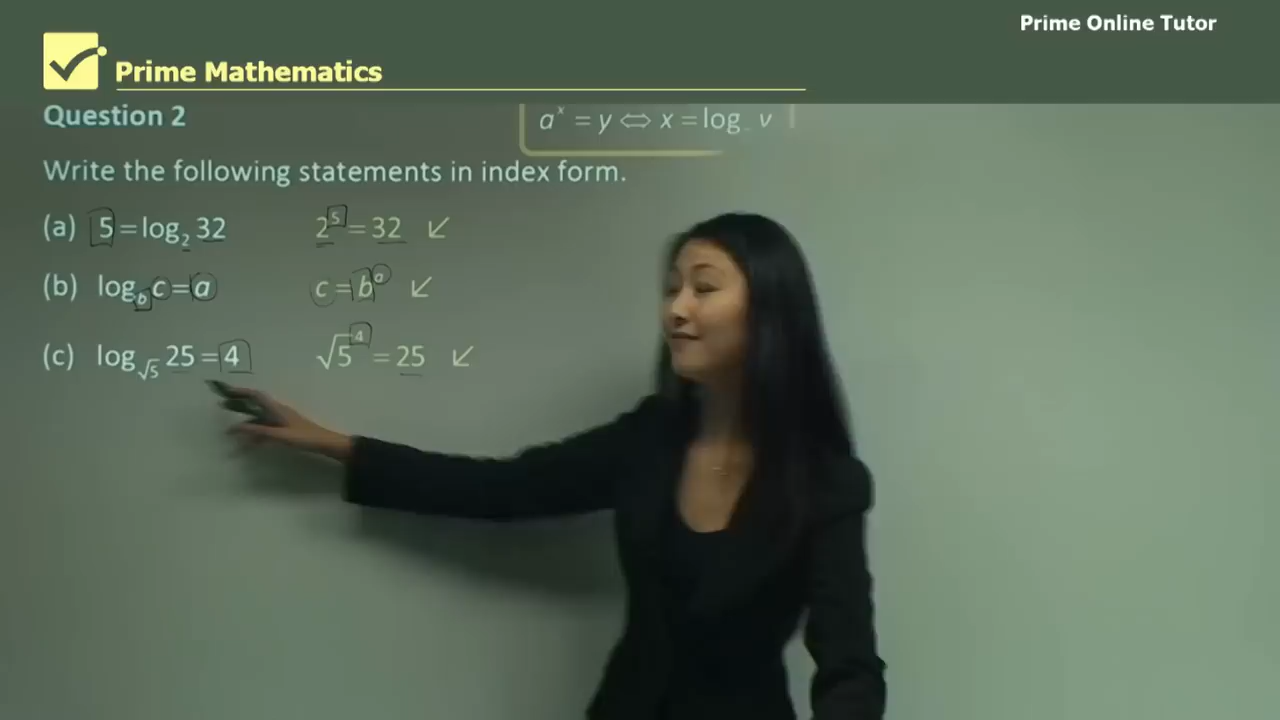 Prime Online Tutor
Prime Mathematics
Question 2
aˣ = y ⇔ x = log
Write the following statements in index form.
(a) 5 = log₂ 32 2⁵ = 32 ↙
(b) log_b c = a c = bᵃ ↙
(c) log_√5 25 = 4 √5⁴ = 25 ↙